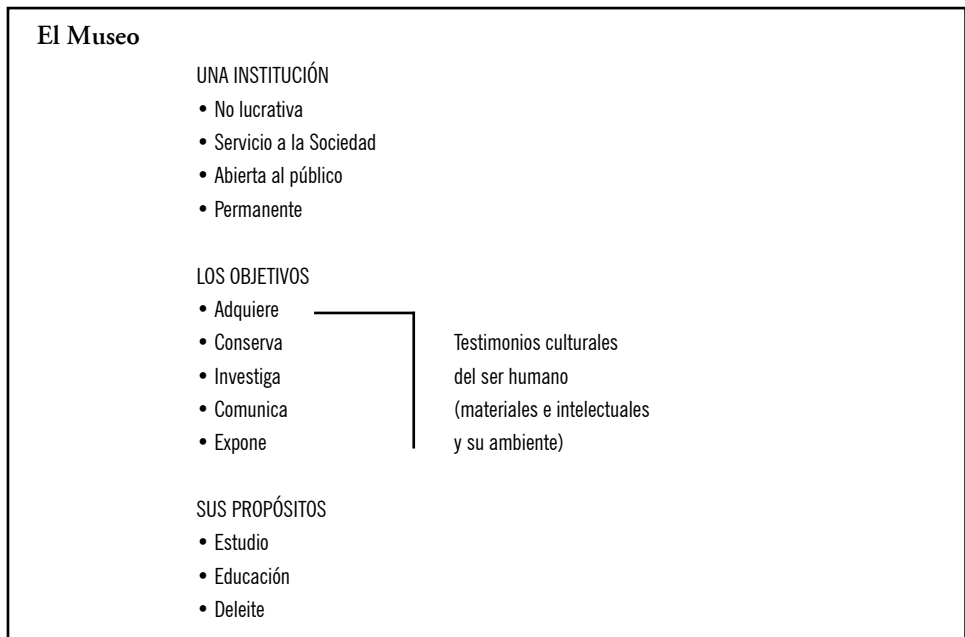 El Museo
UNA INSTITUCIÓN
• No lucrativa
• Servicio a la Sociedad
• Abierta al público
• Permanente
LOS OBJETIVOS
• Adquiere
• Conserva
• Investiga
• Comunica
• Expone
Testimonios culturales
del ser humano
(materiales e intelectuales
y su ambiente)
SUS PROPÓSITOS
• Estudio
• Educación
• Deleite